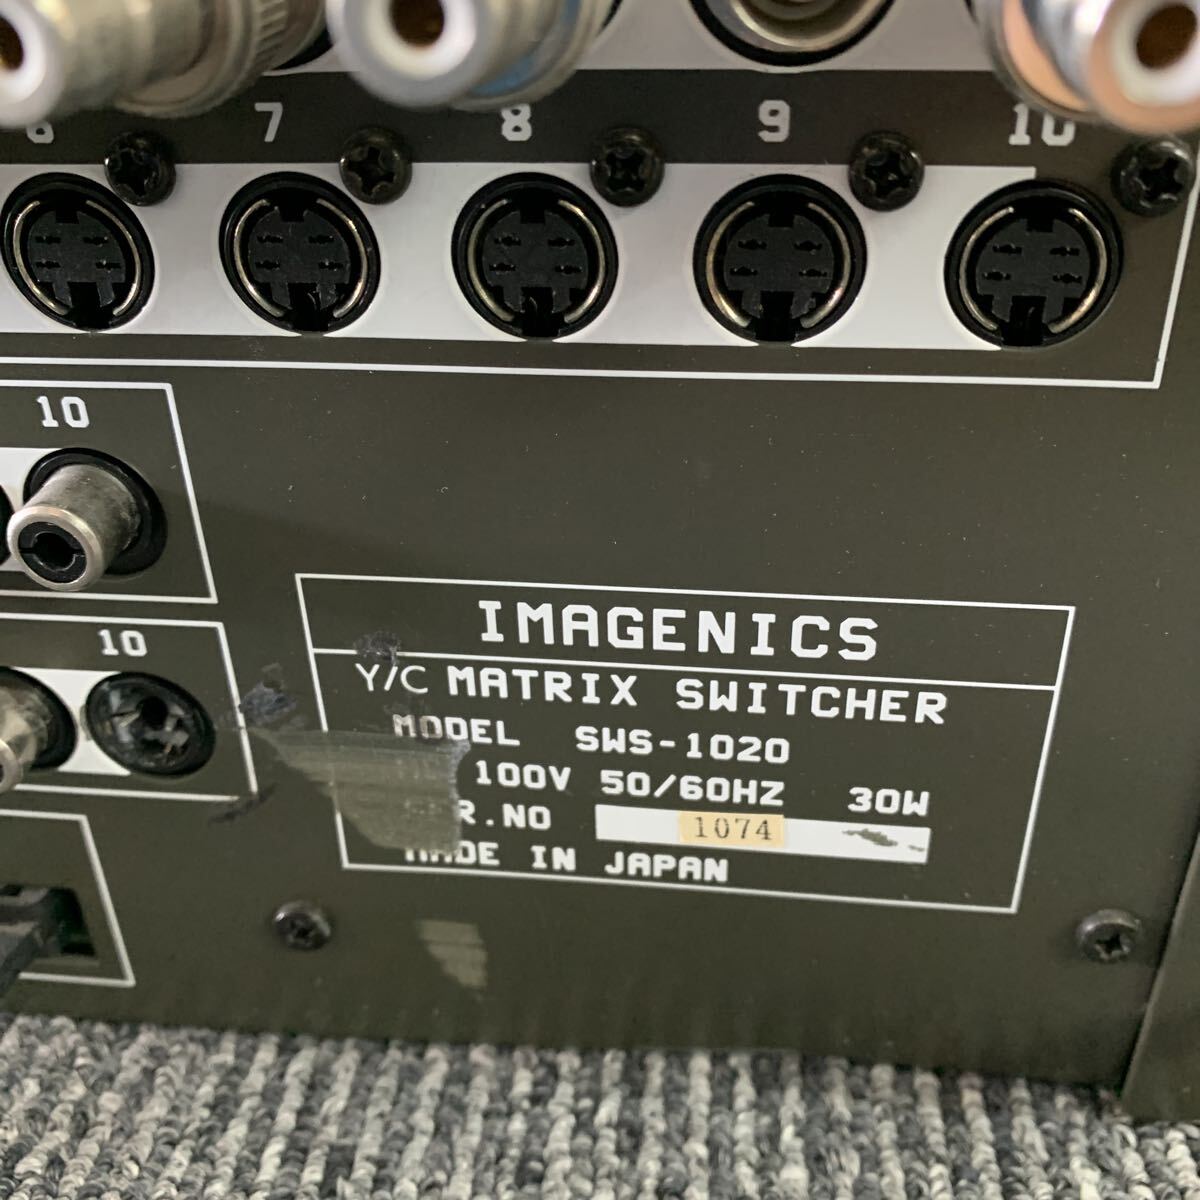 6 7 8 9 10
10
10
IMAGENICS
Y/C MATRIX SWITCHER
MODEL SWS-1020
100V 50/60HZ 30W
R.NO 1074
MADE IN JAPAN